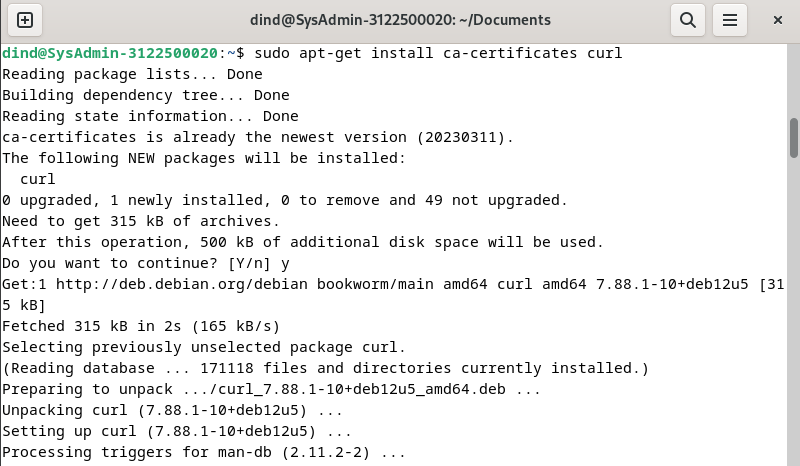 dind@SysAdmin-3122500020: ~/Documents
dind@SysAdmin-3122500020:~$ sudo apt-get install ca-certificates curl
Reading package lists... Done
Building dependency tree... Done
Reading state information... Done
ca-certificates is already the newest version (20230311).
The following NEW packages will be installed:
  curl
0 upgraded, 1 newly installed, 0 to remove and 49 not upgraded.
Need to get 315 kB of archives.
After this operation, 500 kB of additional disk space will be used.
Do you want to continue? [Y/n] y
Get:1 http://deb.debian.org/debian bookworm/main amd64 curl amd64 7.88.1-10+deb12u5 [31
5 kB]
Fetched 315 kB in 2s (165 kB/s)
Selecting previously unselected package curl.
(Reading database ... 171118 files and directories currently installed.)
Preparing to unpack .../curl_7.88.1-10+deb12u5_amd64.deb ...
Unpacking curl (7.88.1-10+deb12u5) ...
Setting up curl (7.88.1-10+deb12u5) ...
Processing triggers for man-db (2.11.2-2) ...